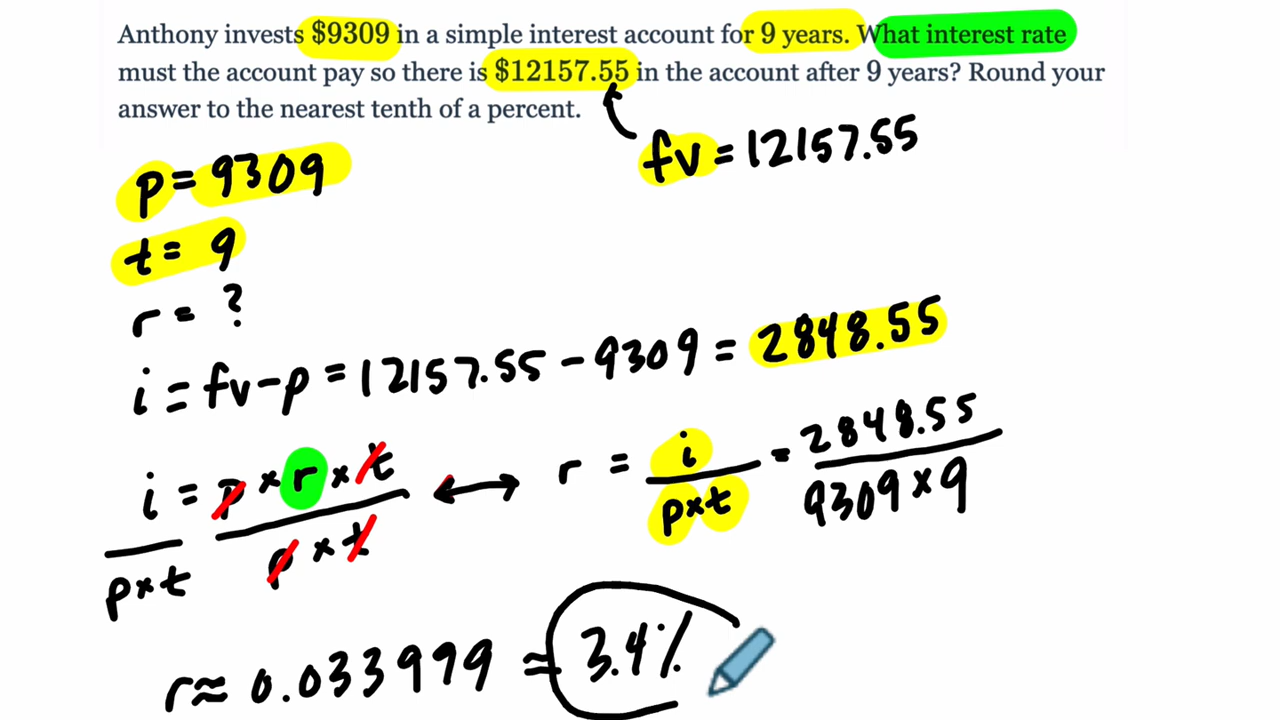 Anthony invests $9309 in a simple interest account for 9 years. What interest rate
must the account pay so there is $12157.55 in the account after 9 years? Round your
answer to the nearest tenth of a percent.
fv = 12157.55
p = 9309
t = 9
r = ?
i = fv - p = 12157.55 - 9309 = 2848.55
i / p×t = p × r × t / p × t ↔ r = i / p×t = 2848.55 / 9309 × 9
r ≈ 0.033999 ≈ 3.4%